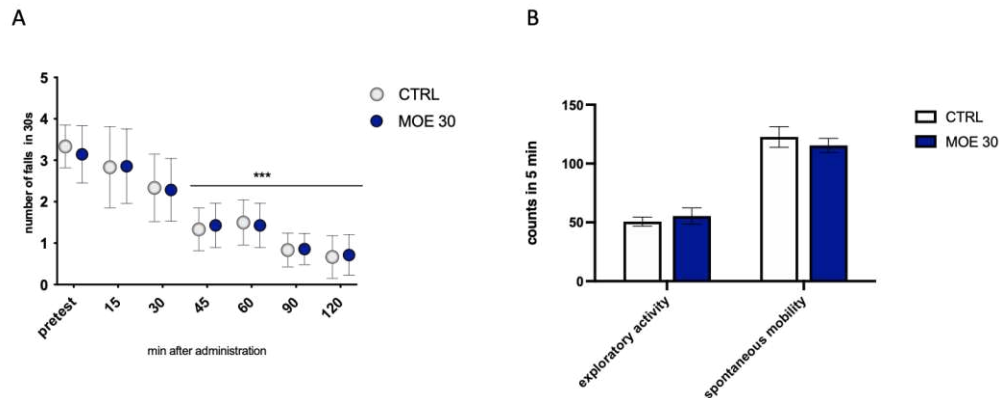 A
number of falls in 30s
5
4
3
2
1
0
***
CTRL
MOE 30
pretest
15
30
45
60
90
120
min after administration
B
counts in 5 min
150
100
50
0
CTRL
MOE 30
exploratory activity
spontaneous mobility